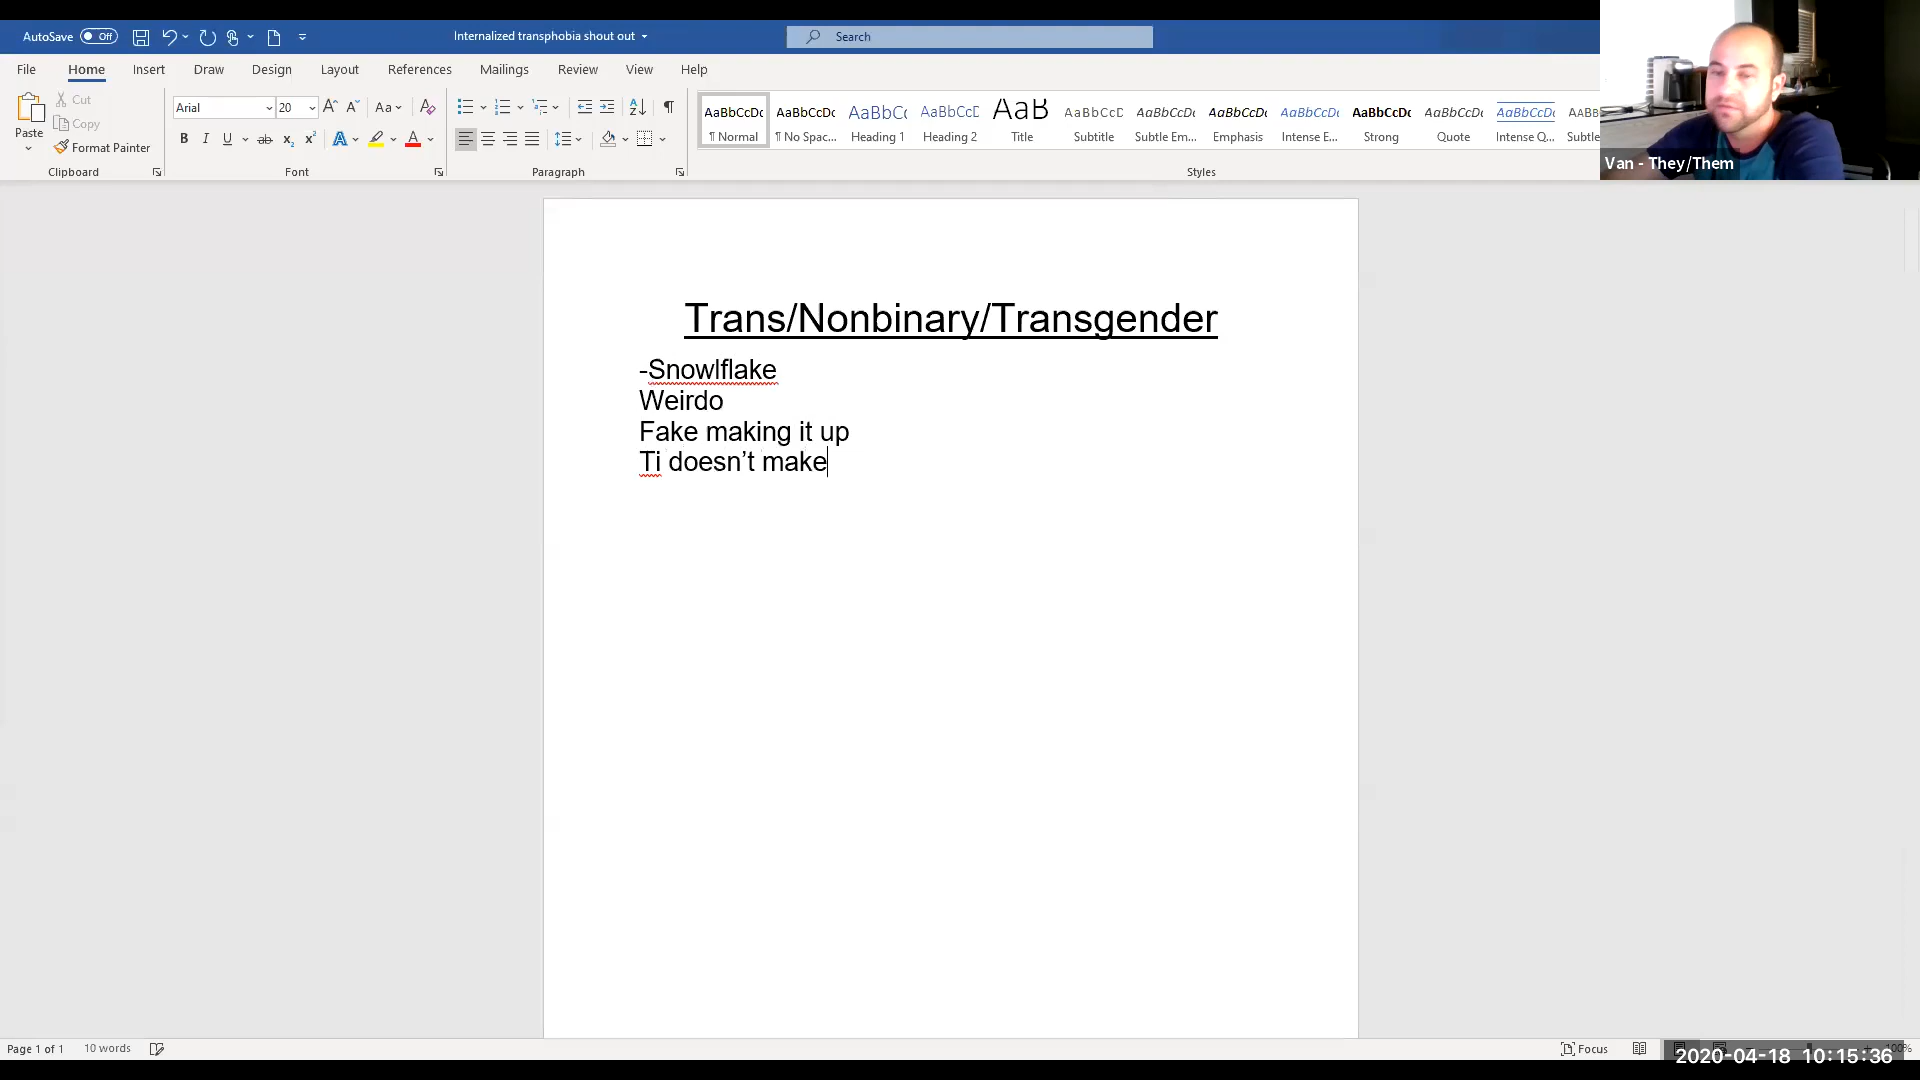 AutoSave Off Internalized transphobia shout out Search
File Home Insert Draw Design Layout References Mailings Review View Help
Paste Cut Copy Format Painter
Arial 20 Aa
AaBbCcDc AaBbCcDc AaBbCc AaBbCcD AaB AaBbCcD AaBbCcDc AaBbCcDc AaBbCcDc AaBbCcDc AaBbCcDc AaBbCcDc AABB
¶ Normal ¶ No Spac... Heading 1 Heading 2 Title Subtitle Subtle Em... Emphasis Intense E... Strong Quote Intense Q... Subtle
Clipboard Font Paragraph Styles
Van - They/Them
Trans/Nonbinary/Transgender
-Snowlflake
Weirdo
Fake making it up
Ti doesn’t make
Page 1 of 1 10 words Focus 100%
2020-04-18 10:15:36